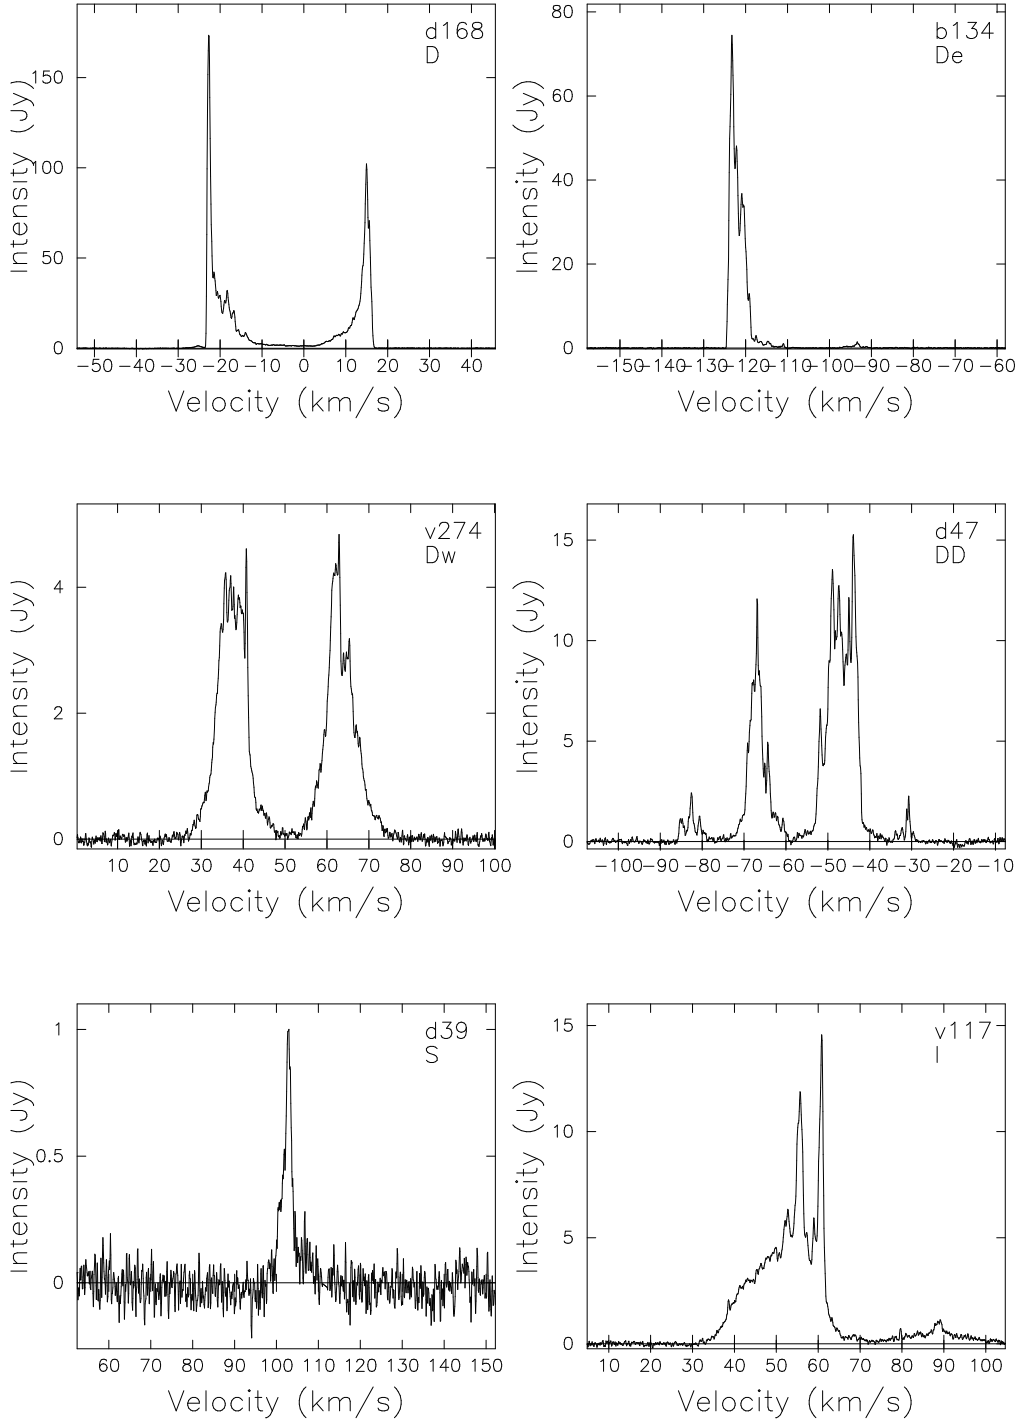 d168
D
150
100
50
0
Intensity (Jy)
-50 -40 -30 -20 -10 0 10 20 30 40
Velocity (km/s)
b134
De
80
60
40
20
0
Intensity (Jy)
-150 -140 -130 -120 -110 -100 -90 -80 -70 -60
Velocity (km/s)
v274
Dw
4
2
0
Intensity (Jy)
10 20 30 40 50 60 70 80 90 100
Velocity (km/s)
d47
DD
15
10
5
0
Intensity (Jy)
-100 -90 -80 -70 -60 -50 -40 -30 -20 -10
Velocity (km/s)
d39
S
1
0.5
0
Intensity (Jy)
60 70 80 90 100 110 120 130 140 150
Velocity (km/s)
v117
I
15
10
5
0
Intensity (Jy)
10 20 30 40 50 60 70 80 90 100
Velocity (km/s)